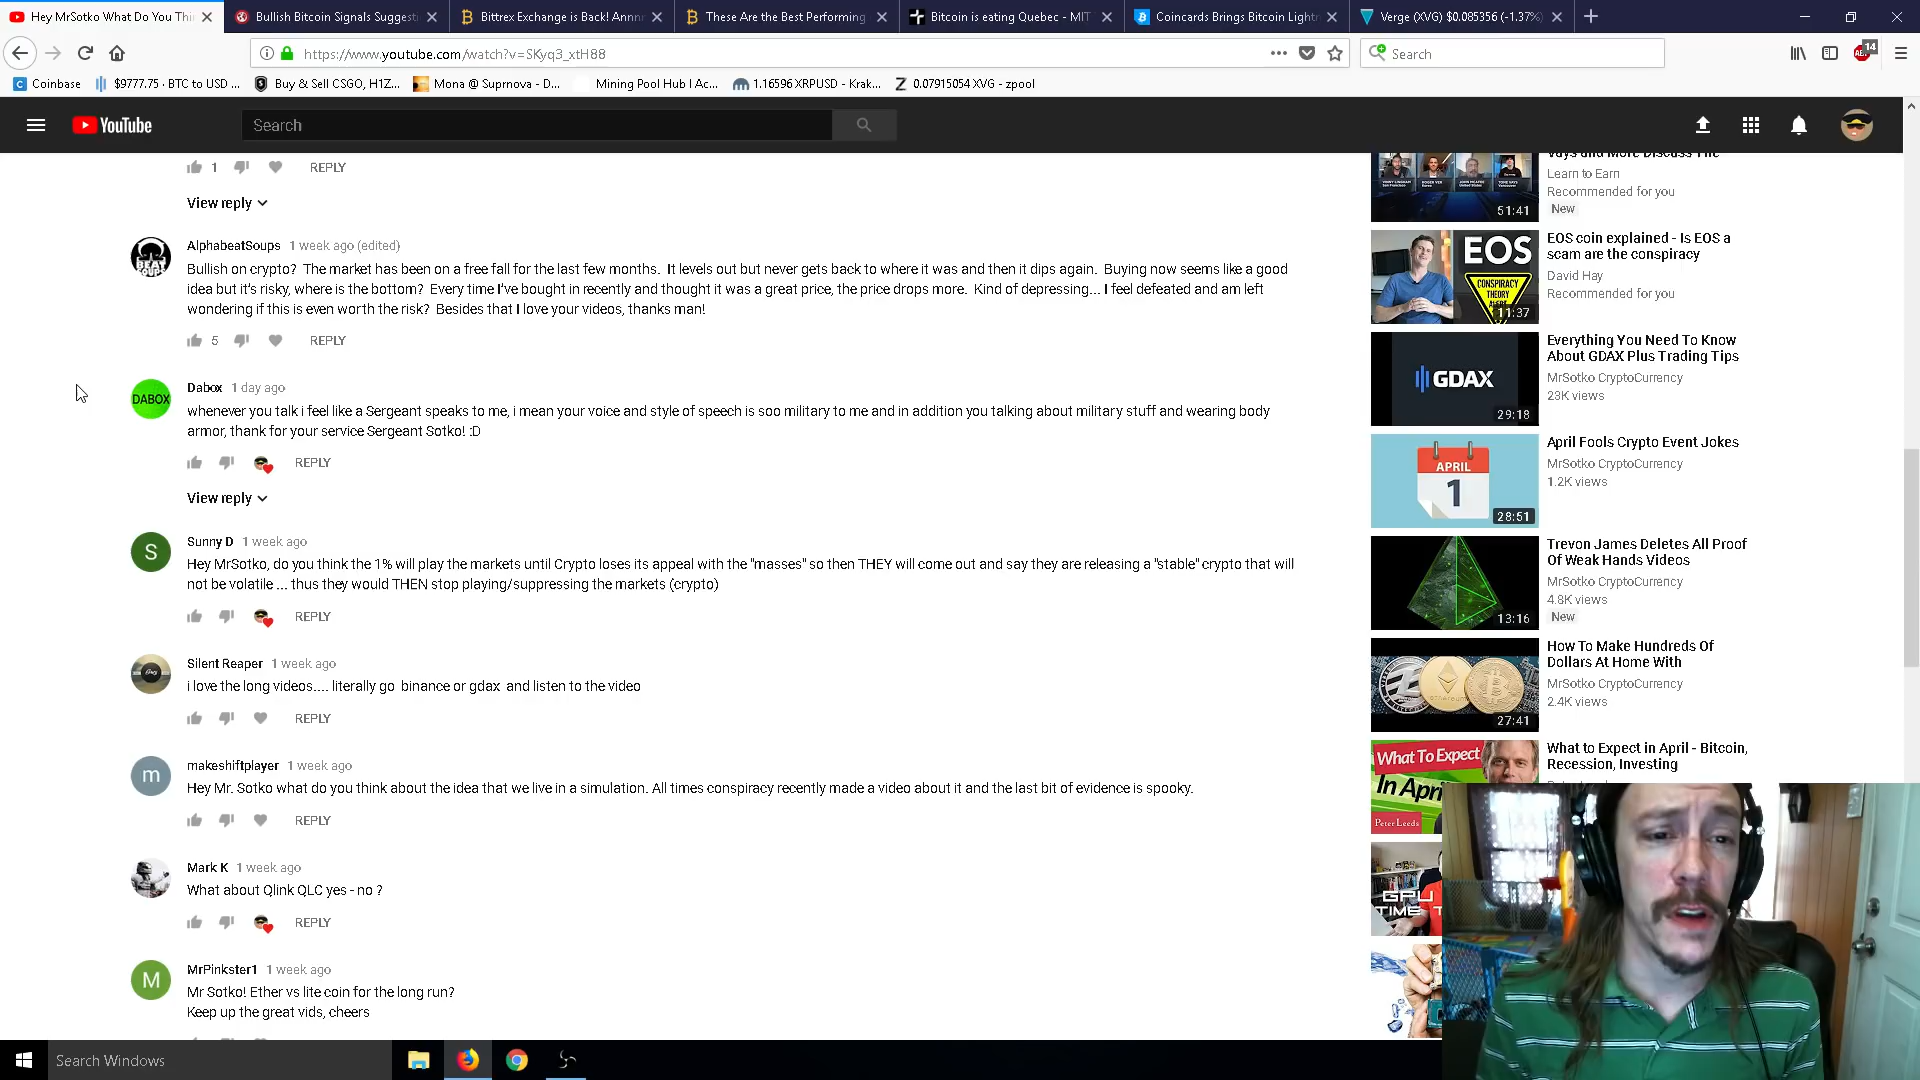 Hey MrSotko What Do You Thi
Bullish Bitcoin Signals Suggest
Bittrex Exchange is Back! Annn
These Are the Best Performing
Bitcoin is eating Quebec - MIT
Coincards Brings Bitcoin Lightn
Verge (XVG) $0.085356 (-1.37%)
https://www.youtube.com/watch?v=SKyq3_xtH88
Search
14
Coinbase
$9777.75 · BTC to USD ...
Buy & Sell CSGO, H1Z...
Mona @ Suprnova - D...
Mining Pool Hub | Ac...
1.16596 XRPUSD - Krak...
0.07915054 XVG - zpool
YouTube
Search
1
REPLY
View reply
AlphabeatSoups 1 week ago (edited)
Bullish on crypto? The market has been on a free fall for the last few months. It levels out but never gets back to where it was and then it dips again. Buying now seems like a good
idea but it's risky, where is the bottom? Every time I've bought in recently and thought it was a great price, the price drops more. Kind of depressing... I feel defeated and am left
wondering if this is even worth the risk? Besides that I love your videos, thanks man!
5
REPLY
DABOX
Dabox 1 day ago
whenever you talk i feel like a Sergeant speaks to me, i mean your voice and style of speech is soo military to me and in addition you talking about military stuff and wearing body
armor, thank for your service Sergeant Sotko! :D
REPLY
View reply
S
Sunny D 1 week ago
Hey MrSotko, do you think the 1% will play the markets until Crypto loses its appeal with the "masses" so then THEY will come out and say they are releasing a "stable" crypto that will
not be volatile ... thus they would THEN stop playing/suppressing the markets (crypto)
REPLY
Silent Reaper 1 week ago
i love the long videos.... literally go binance or gdax and listen to the video
REPLY
m
makeshiftplayer 1 week ago
Hey Mr. Sotko what do you think about the idea that we live in a simulation. All times conspiracy recently made a video about it and the last bit of evidence is spooky.
REPLY
Mark K 1 week ago
What about Qlink QLC yes - no ?
REPLY
M
MrPinkster1 1 week ago
Mr Sotko! Ether vs lite coin for the long run?
Keep up the great vids, cheers
51:41
Vays and More Discuss The
Learn to Earn
Recommended for you
New
EOS
CONSPIRACY
THEORY
ALERT
11:37
EOS coin explained - Is EOS a
scam are the conspiracy
David Hay
Recommended for you
GDAX
29:18
Everything You Need To Know
About GDAX Plus Trading Tips
MrSotko CryptoCurrency
23K views
APRIL
1
28:51
April Fools Crypto Event Jokes
MrSotko CryptoCurrency
1.2K views
13:16
Trevon James Deletes All Proof
Of Weak Hands Videos
MrSotko CryptoCurrency
4.8K views
New
27:41
How To Make Hundreds Of
Dollars At Home With
MrSotko CryptoCurrency
2.4K views
What To Expect
In Apri
Peter Leeds
What to Expect in April - Bitcoin,
Recession, Investing
GPU
TIME T
Search Windows